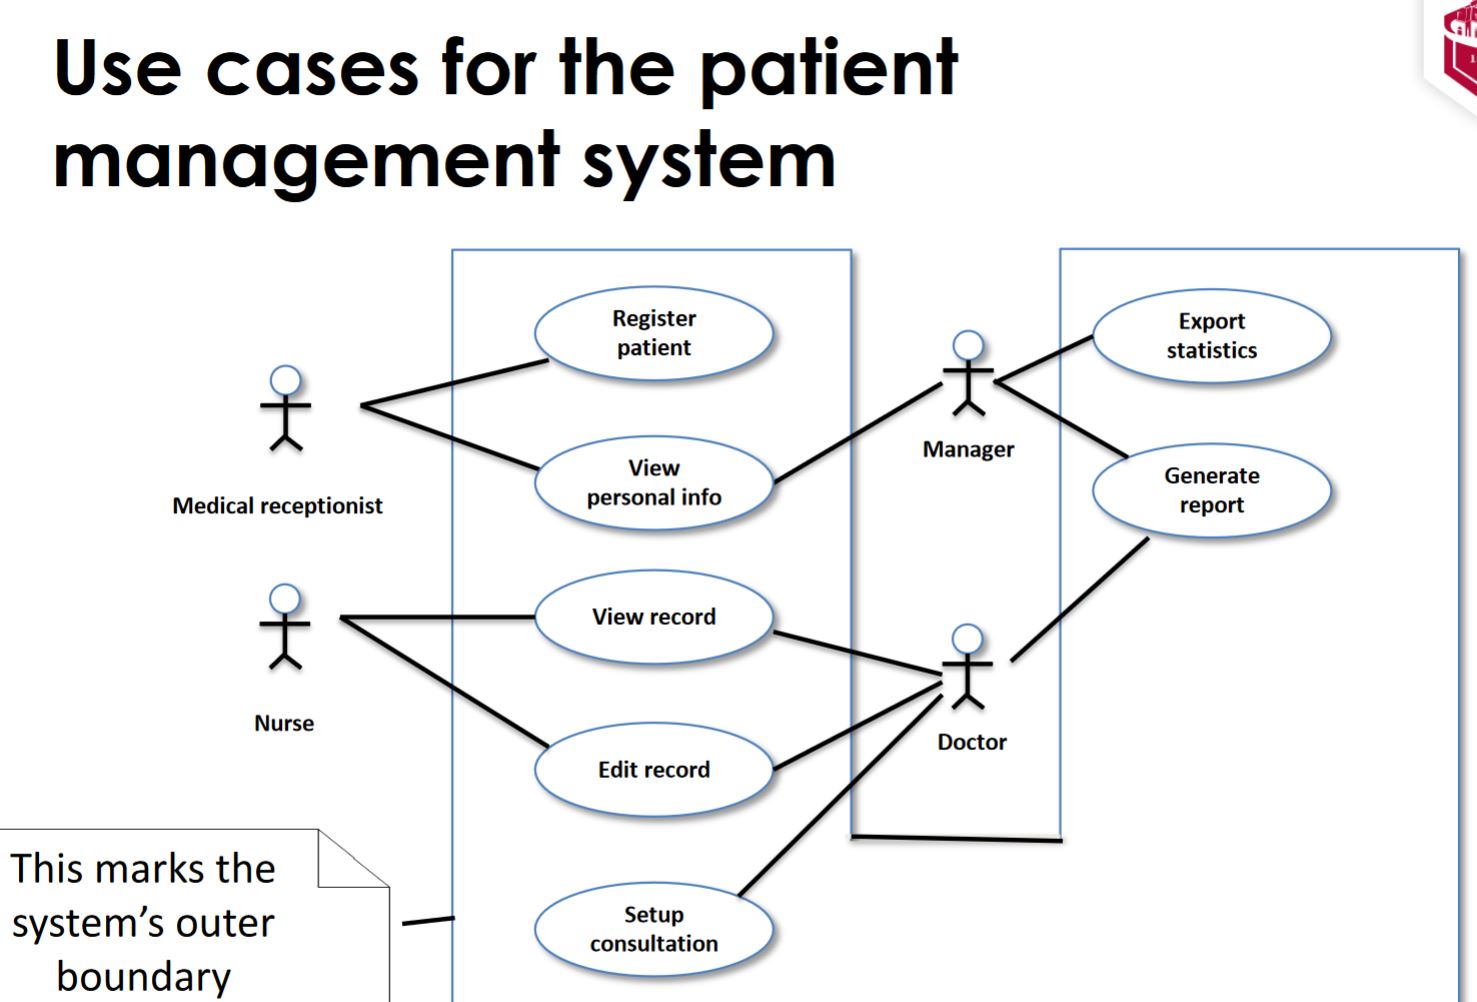 Use cases for the patient
management system
Register
patient
Export
statistics
Manager
View
personal info
Generate
report
Medical receptionist
View record
Nurse
Doctor
Edit record
This marks the
system’s outer
boundary
Setup
consultation